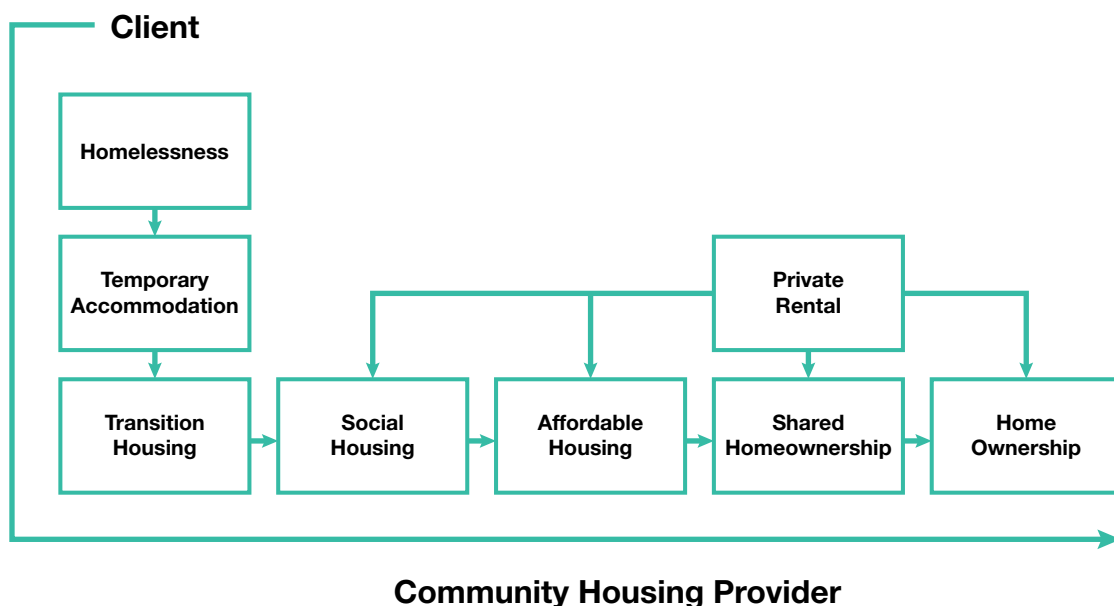 Client
Homelessness
Temporary
Accommodation
Private
Rental
Transition
Housing
Social
Housing
Affordable
Housing
Shared
Homeownership
Home
Ownership
Community Housing Provider